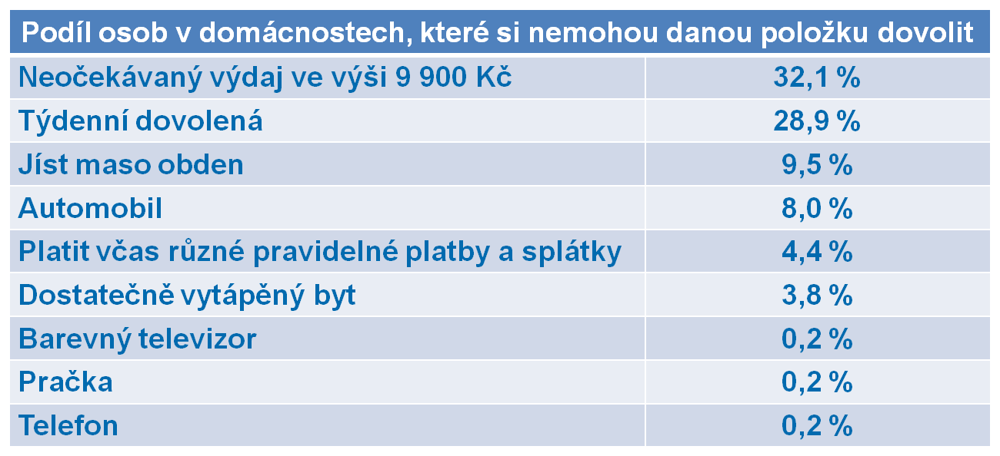 Podíl osob v domácnostech, které si nemohou danou položku dovolit
Neočekávaný výdaj ve výši 9 900 Kč 32,1 %
Týdenní dovolená 28,9 %
Jíst maso obden 9,5 %
Automobil 8,0 %
Platit včas různé pravidelné platby a splátky 4,4 %
Dostatečně vytápěný byt 3,8 %
Barevný televizor 0,2 %
Pračka 0,2 %
Telefon 0,2 %